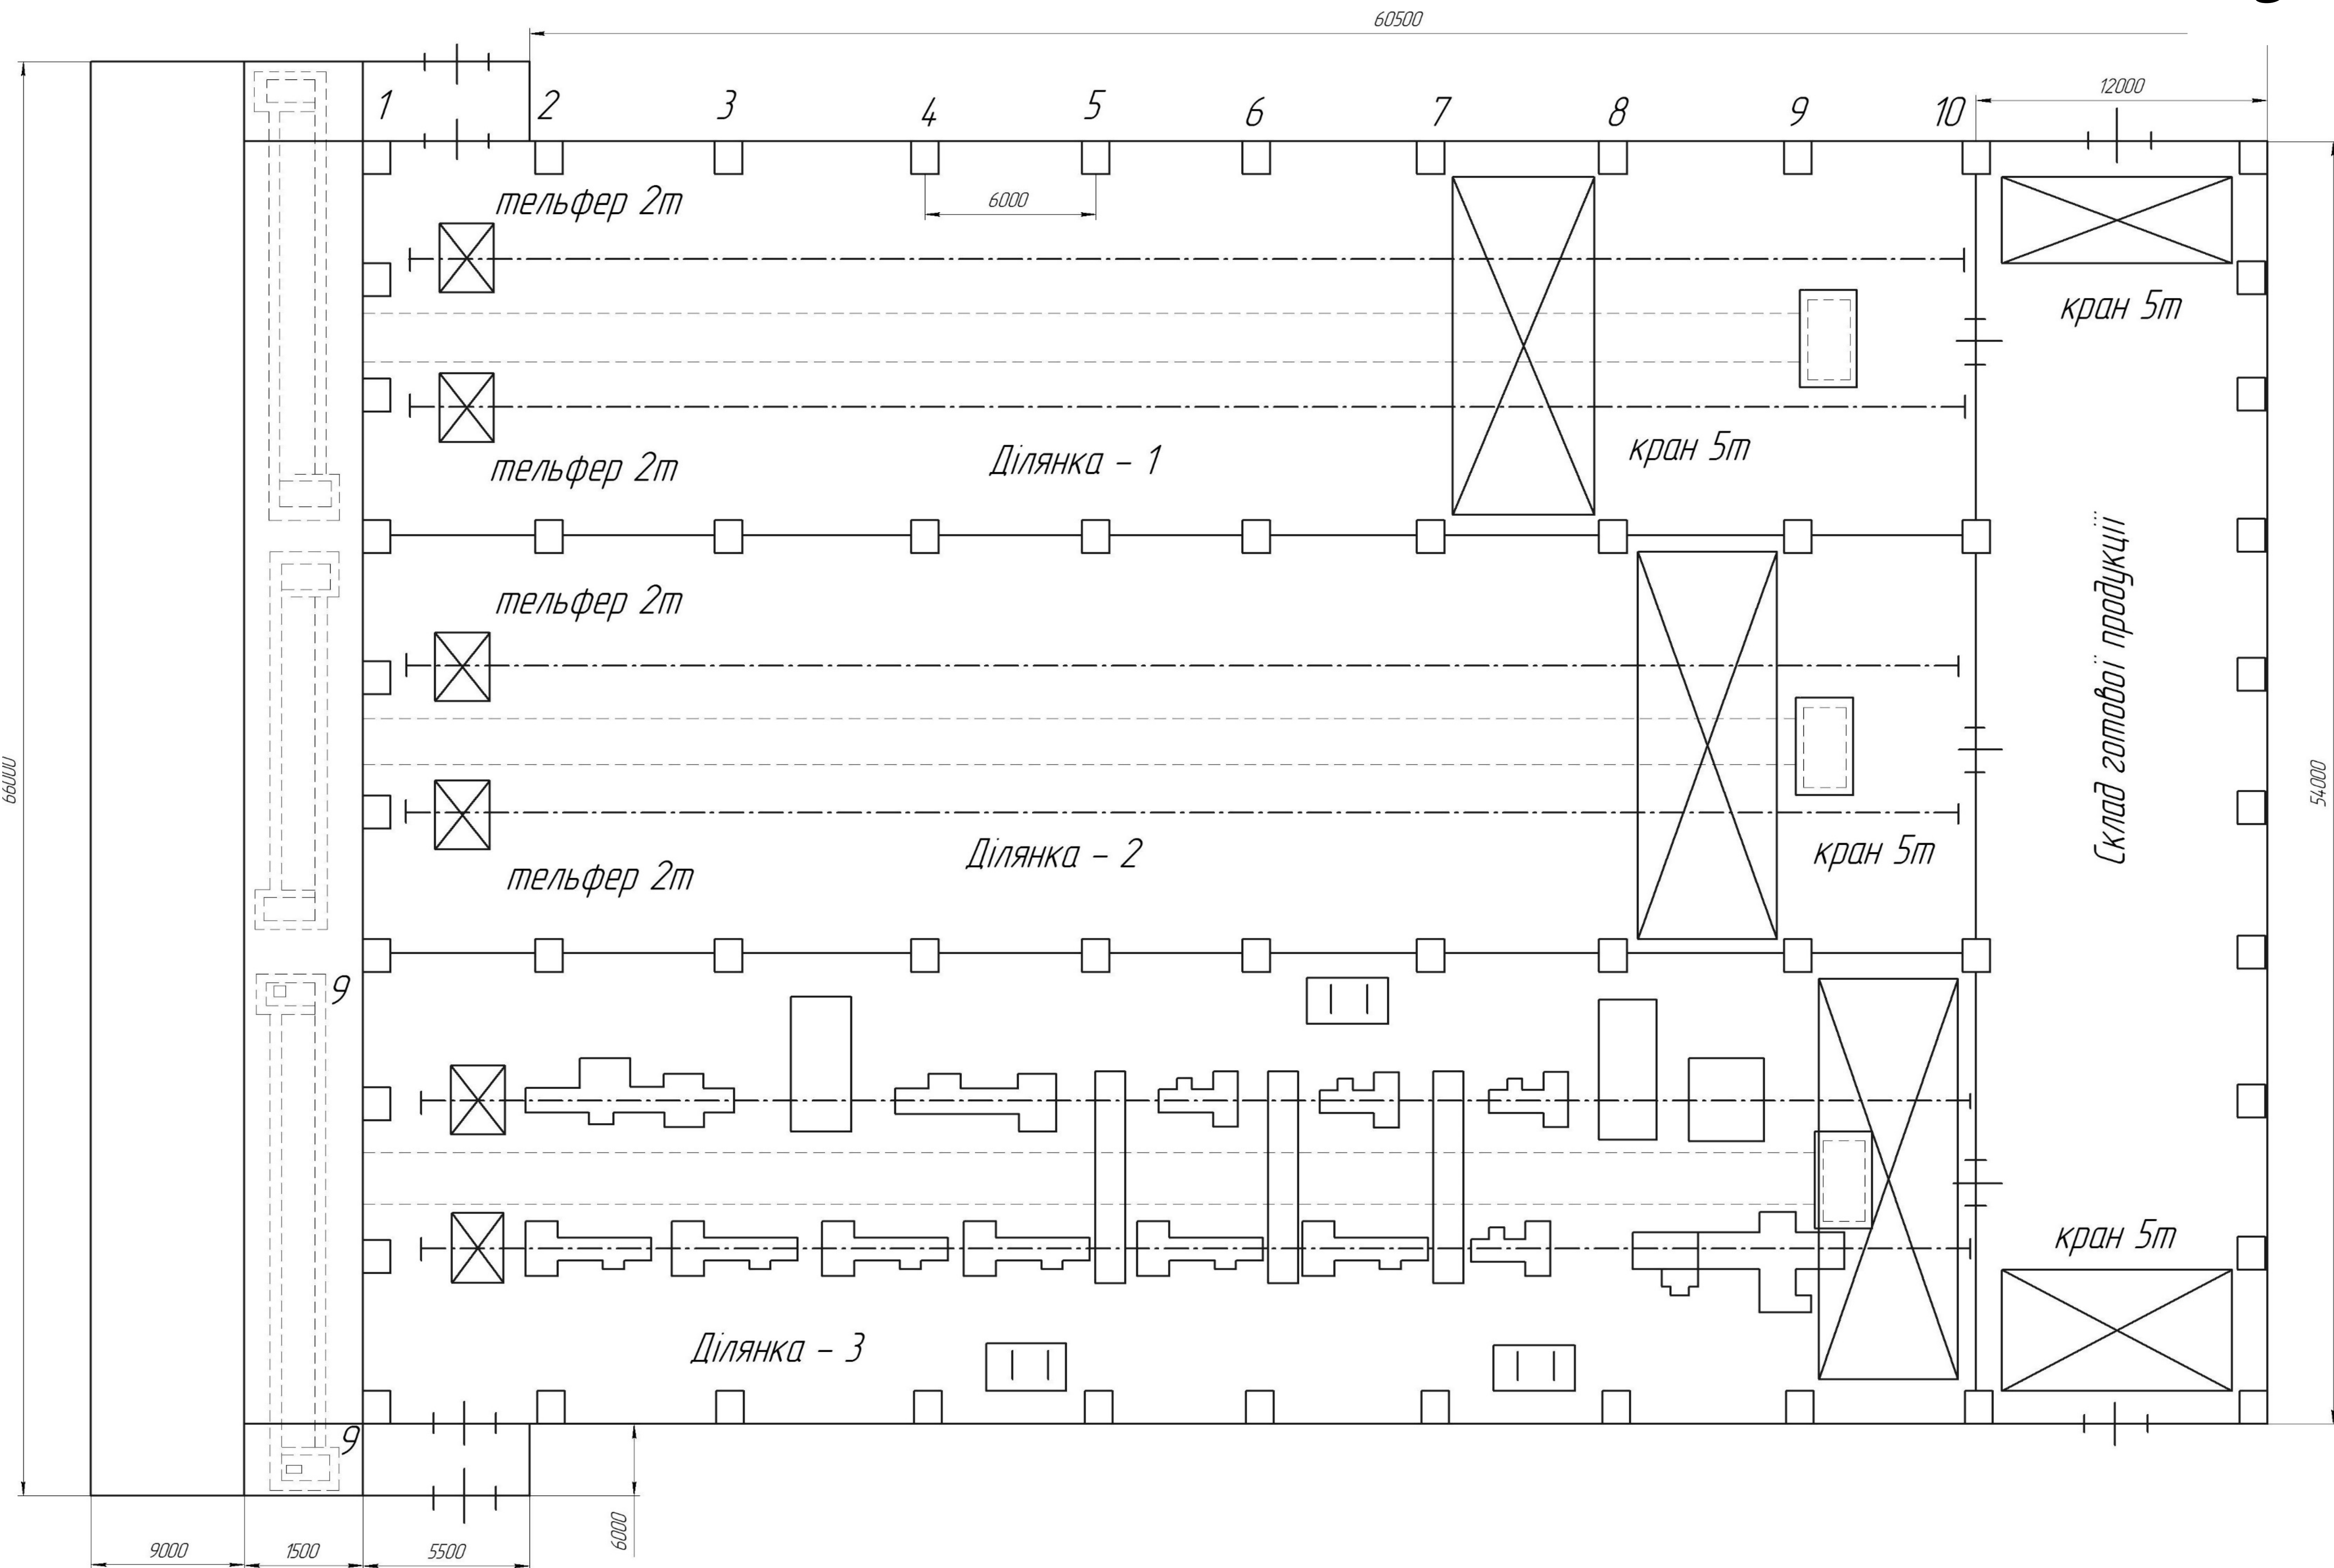 60500
12000
1 2 3 4 5 6 7 8 9 10
тельфер 2т
6000
кран 5т
тельфер 2т
Ділянка – 1
кран 5т
тельфер 2т
Склад готової продукції
66000
54000
тельфер 2т
Ділянка – 2
кран 5т
9
кран 5т
Ділянка – 3
9
6000
9000
1500
5500